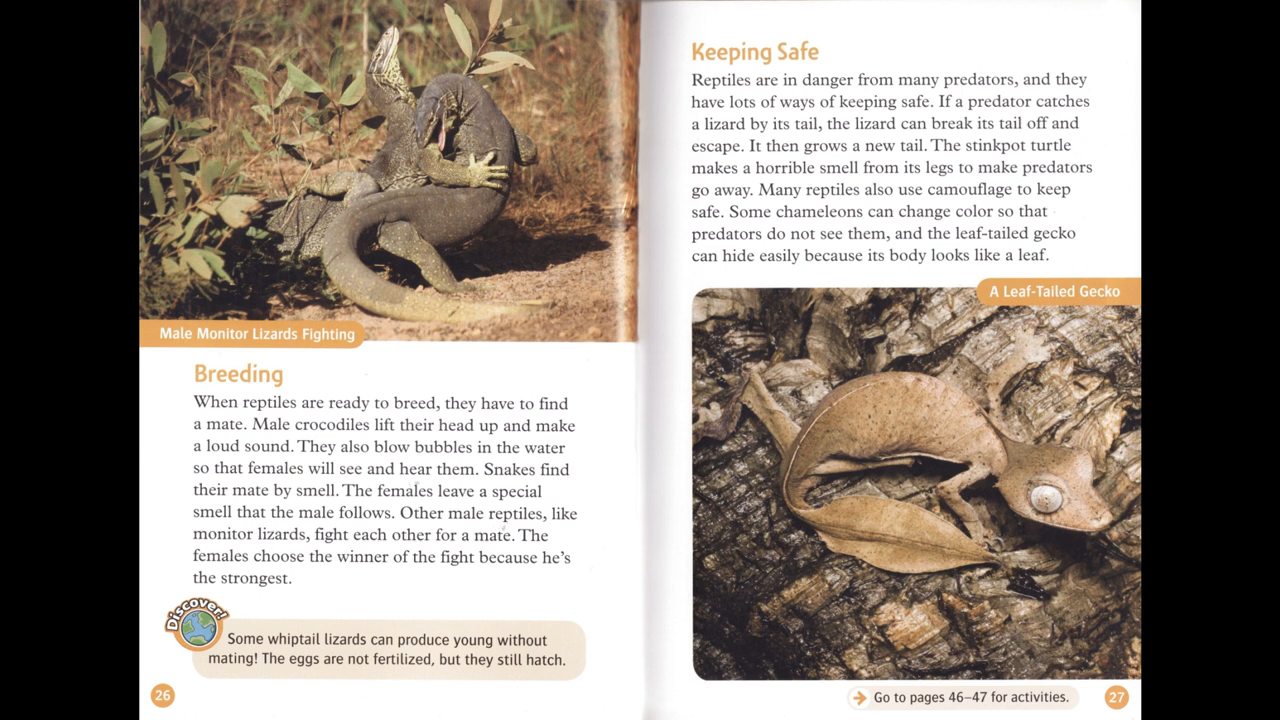 Male Monitor Lizards Fighting
Breeding
When reptiles are ready to breed, they have to find
a mate. Male crocodiles lift their head up and make
a loud sound. They also blow bubbles in the water
so that females will see and hear them. Snakes find
their mate by smell. The females leave a special
smell that the male follows. Other male reptiles, like
monitor lizards, fight each other for a mate. The
females choose the winner of the fight because he's
the strongest.
Discover!
Some whiptail lizards can produce young without
mating! The eggs are not fertilized, but they still hatch.
26
Keeping Safe
Reptiles are in danger from many predators, and they
have lots of ways of keeping safe. If a predator catches
a lizard by its tail, the lizard can break its tail off and
escape. It then grows a new tail. The stinkpot turtle
makes a horrible smell from its legs to make predators
go away. Many reptiles also use camouflage to keep
safe. Some chameleons can change color so that
predators do not see them, and the leaf-tailed gecko
can hide easily because its body looks like a leaf.
A Leaf-Tailed Gecko
Go to pages 46–47 for activities.
27